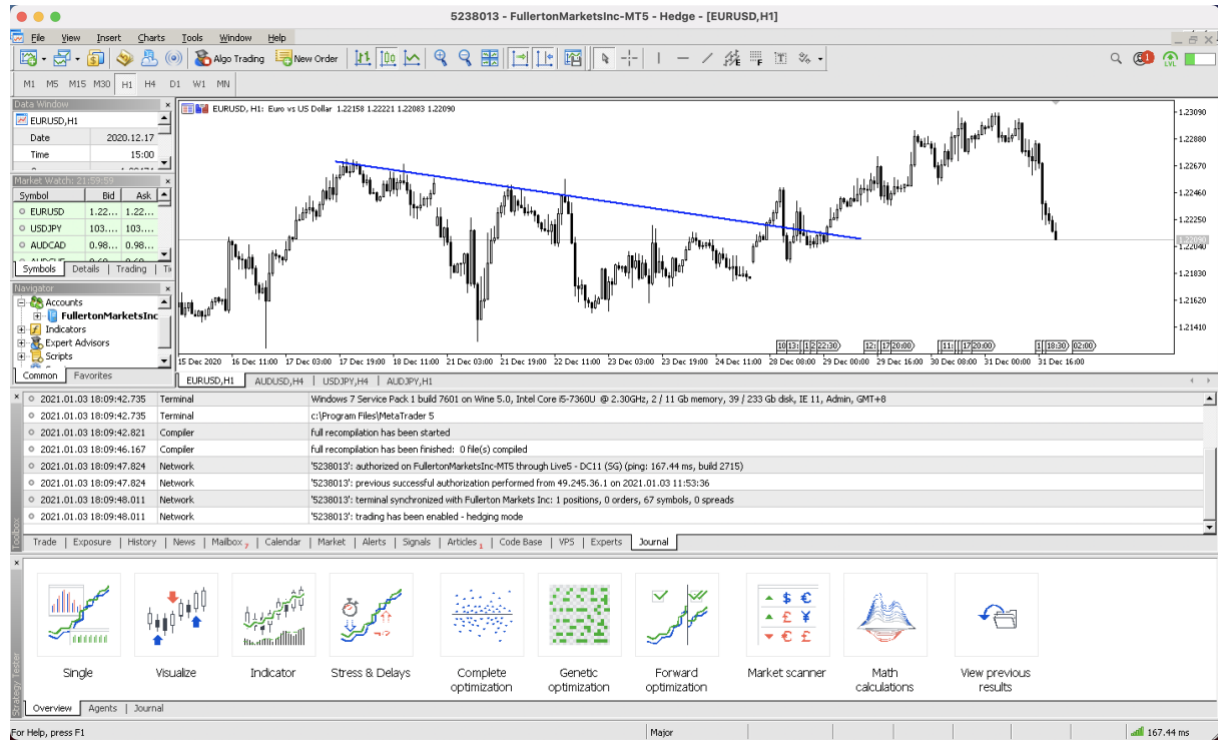 5238013 - FullertonMarketsInc-MT5 - Hedge - [EURUSD,H1]
File View Insert Charts Tools Window Help
Algo Trading New Order
M1 M5 M15 M30 H1 H4 D1 W1 MN
Data Window
EURUSD,H1
Date 2020.12.17
Time 15:00
Market Watch: 21:59:59
Symbol Bid Ask
EURUSD 1.22... 1.22...
USDJPY 103.... 103....
AUDCAD 0.98... 0.98...
Symbols Details | Trading |
Navigator
Accounts
FullertonMarketsInc
Indicators
Expert Advisors
Scripts
Common Favorites
EURUSD, H1: Euro vs US Dollar 1.22158 1.22221 1.22083 1.22090
1.23090
1.22880
1.22670
1.22460
1.22250
1.22090
1.22040
1.21830
1.21620
1.21410
15 Dec 2020 16 Dec 11:00 17 Dec 03:00 17 Dec 19:00 18 Dec 11:00 21 Dec 03:00 21 Dec 19:00 22 Dec 11:00 23 Dec 03:00 23 Dec 19:00 24 Dec 11:00 28 Dec 08:00 29 Dec 00:00 29 Dec 16:00 30 Dec 08:00 31 Dec 00:00 31 Dec 16:00
EURUSD,H1 AUDUSD,H4 | USDJPY,H4 | AUDJPY,H1
2021.01.03 18:09:42.735 Terminal Windows 7 Service Pack 1 build 7601 on Wine 5.0, Intel Core i5-7360U @ 2.30GHz, 2 / 11 Gb memory, 39 / 233 Gb disk, IE 11, Admin, GMT+8
2021.01.03 18:09:42.735 Terminal c:\Program Files\MetaTrader 5
2021.01.03 18:09:42.821 Compiler full recompilation has been started
2021.01.03 18:09:46.167 Compiler full recompilation has been finished: 0 file(s) compiled
2021.01.03 18:09:47.824 Network '5238013': authorized on FullertonMarketsInc-MT5 through Live5 - DC11 (SG) (ping: 167.44 ms, build 2715)
2021.01.03 18:09:47.824 Network '5238013': previous successful authorization performed from 49.245.36.1 on 2021.01.03 11:53:36
2021.01.03 18:09:48.011 Network '5238013': terminal synchronized with Fullerton Markets Inc: 1 positions, 0 orders, 67 symbols, 0 spreads
2021.01.03 18:09:48.011 Network '5238013': trading has been enabled - hedging mode
Toolbox
Trade | Exposure | History | News | Mailbox 7 | Calendar | Market | Alerts | Signals | Articles 1 | Code Base | VPS | Experts Journal
Single Visualize Indicator Stress & Delays Complete optimization Genetic optimization Forward optimization Market scanner Math calculations View previous results
Strategy Tester
Overview Agents | Journal
For Help, press F1 Major 167.44 ms